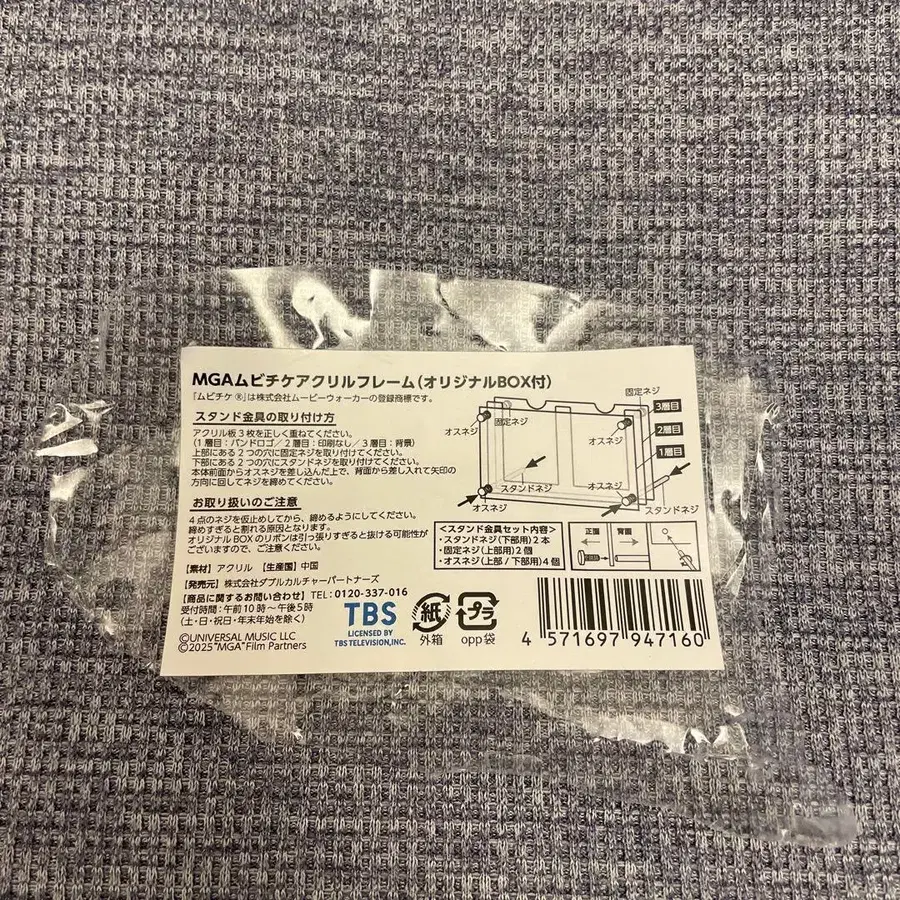 MGAムビチケアクリルフレーム(オリジナルBOX付)
『ムビチケ®』は株式会社ムービーウォーカーの登録商標です。
スタンド金具の取り付け方
アクリル板3枚を正しく重ねてください。
(1層目:バンドロゴ/2層目:印刷なし/3層目:背景)
上部にある2つの穴に固定ネジを取り付けてください。
下部にある2つの穴にスタンドネジを取り付けてください。
本体前面からオスネジを差し込んだ上で、背面から差し入れて矢印の
方向に回してネジを締めてください。
お取り扱いのご注意
4点のネジを仮止めしてから、締めるようにしてください。
締めすぎると割れる原因となります。
オリジナルBOXのリボンは引っ張りすぎると抜ける可能性が
ございますので、ご注意ください。
【素材】アクリル 【生産国】中国
【発売元】株式会社ダブルカルチャーパートナーズ
【商品に関するお問い合わせ】TEL:0120-337-016
受付時間:午前10時〜午後5時
(土・日・祝日・年末年始を除く)
©UNIVERSAL MUSIC LLC
©2025"MGA"Film Partners
固定ネジ
固定ネジ
3層目
オスネジ
オスネジ
2層目
1層目
スタンドネジ
オスネジ
オスネジ
スタンドネジ
<スタンド金具セット内容>
・スタンドネジ(下部用)2本
・固定ネジ(上部用)2個
・オスネジ(上部/下部用)4個
正面
背面
TBS
LICENSED BY
TBS TELEVISION,INC.
紙
外箱
プラ
opp袋
4 571697 947160